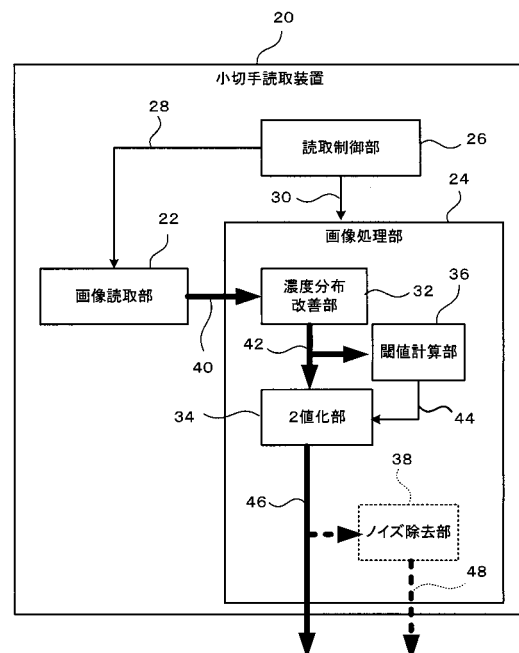 20
小切手読取装置
28
読取制御部
26
30
24
22
画像処理部
画像読取部
40
濃度分布
改善部
32
36
42
閾値計算部
34
2値化部
44
46
38
ノイズ除去部
48